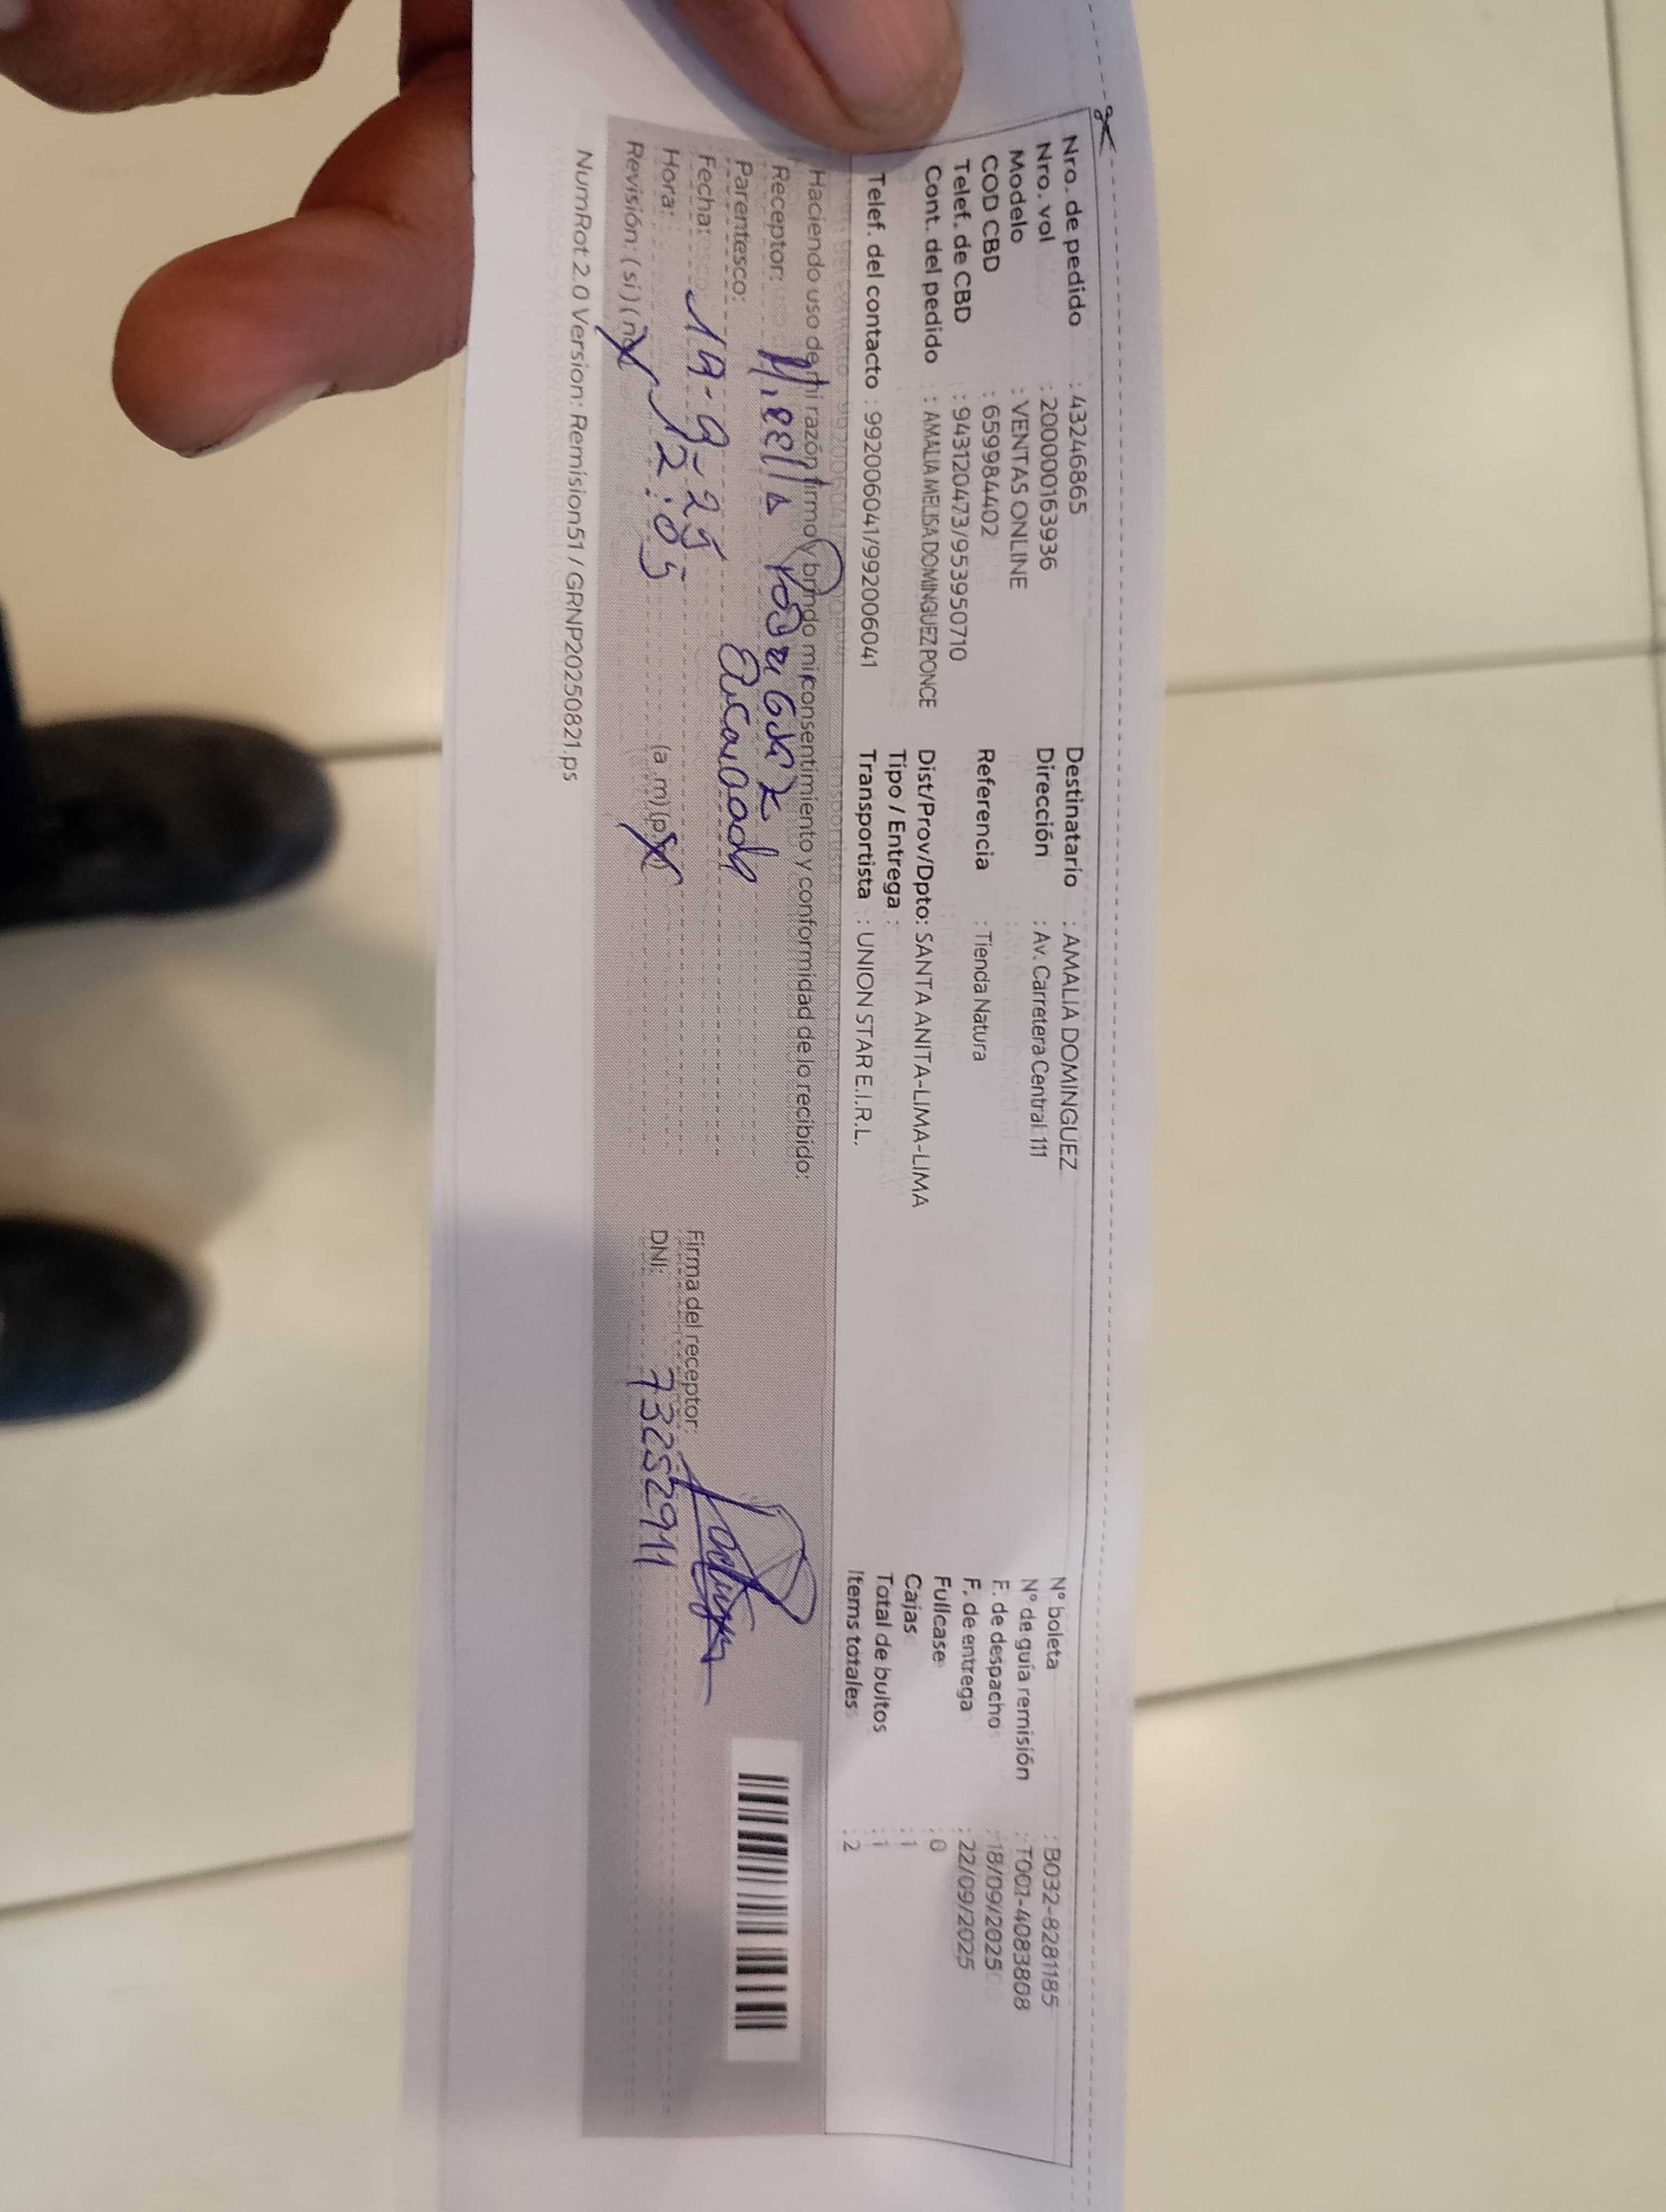 Nro. de pedido : 43246865
Nro. vol : 2000001639​36
Modelo : VENTAS ONLINE
COD CBD : 659984402
Telef. de CBD : 943120473/953950710
Cont. del pedido : AMALIA MELISA DOMINGUEZ PONCE
Telef. del contacto : 992006041/992006041
Destinatario : AMALIA DOMINGUEZ
Dirección : Av. Carretera Central 111
Referencia : Tienda Natura
Dist/Prov/Dpto: SANTA ANITA-LIMA-LIMA
Tipo / Entrega :
Transportista : UNION STAR E.I.R.L.
N° boleta : B032-8281185
N° de guía remisión : T001-4083808
F. de despacho : 18/09/2025
F. de entrega : 22/09/2025
Fullcase : 0
Cajas : 1
Total de bultos : 1
Items totales : 2
Haciendo uso de mi razón firmo y brindo mi consentimiento y conformidad de lo recibido:
Receptor:
Parentesco:
Fecha: 19-9-25
Hora: 12:05 (a.m)(p.
Revisión: (sí)(n
Firma del receptor:
DNI: 73252911
NumRot 2.0 Version: Remision51 / GRNP20250821.ps